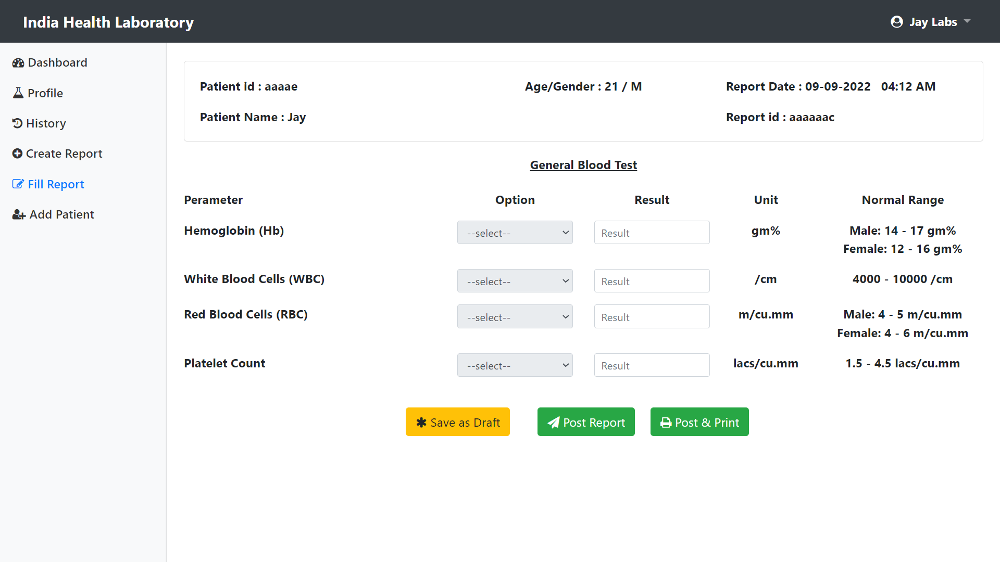 India Health Laboratory
Jay Labs
Dashboard
Profile
History
Create Report
Fill Report
Add Patient
Patient id : aaaae
Age/Gender : 21 / M
Report Date : 09-09-2022 04:12 AM
Patient Name : Jay
Report id : aaaaaac
General Blood Test
Perameter Option Result Unit Normal Range
Hemoglobin (Hb) --select-- Result gm% Male: 14 - 17 gm%
Female: 12 - 16 gm%
White Blood Cells (WBC) --select-- Result /cm 4000 - 10000 /cm
Red Blood Cells (RBC) --select-- Result m/cu.mm Male: 4 - 5 m/cu.mm
Female: 4 - 6 m/cu.mm
Platelet Count --select-- Result lacs/cu.mm 1.5 - 4.5 lacs/cu.mm
Save as Draft Post Report Post & Print